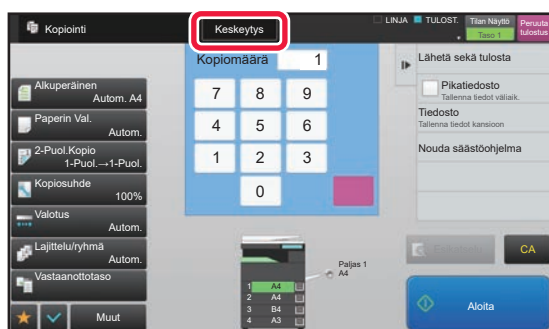 Kopiointi
Keskeytys
LINJA
TULOST.
Tilan Näyttö
Taso 1
Peruuta
tulostus
Kopiomäärä
1
7 8 9
4 5 6
1 2 3
0
Alkuperäinen
Autom. A4
Paperin Val.
Autom.
2-Puol.Kopio
1-Puol.→1-Puol.
Kopiosuhde
100%
Valotus
Autom.
Lajittelu/ryhmä
Autom.
Vastaanottotaso
Muut
Paljas 1
A4
1 A4
2 A4
3 B4
4 A3
Lähetä sekä tulosta
Pikatiedosto
Tallenna tiedot väliaik.
Tiedosto
Tallenna tiedot kansioon
Nouda säästöohjelma
CA
Aloita